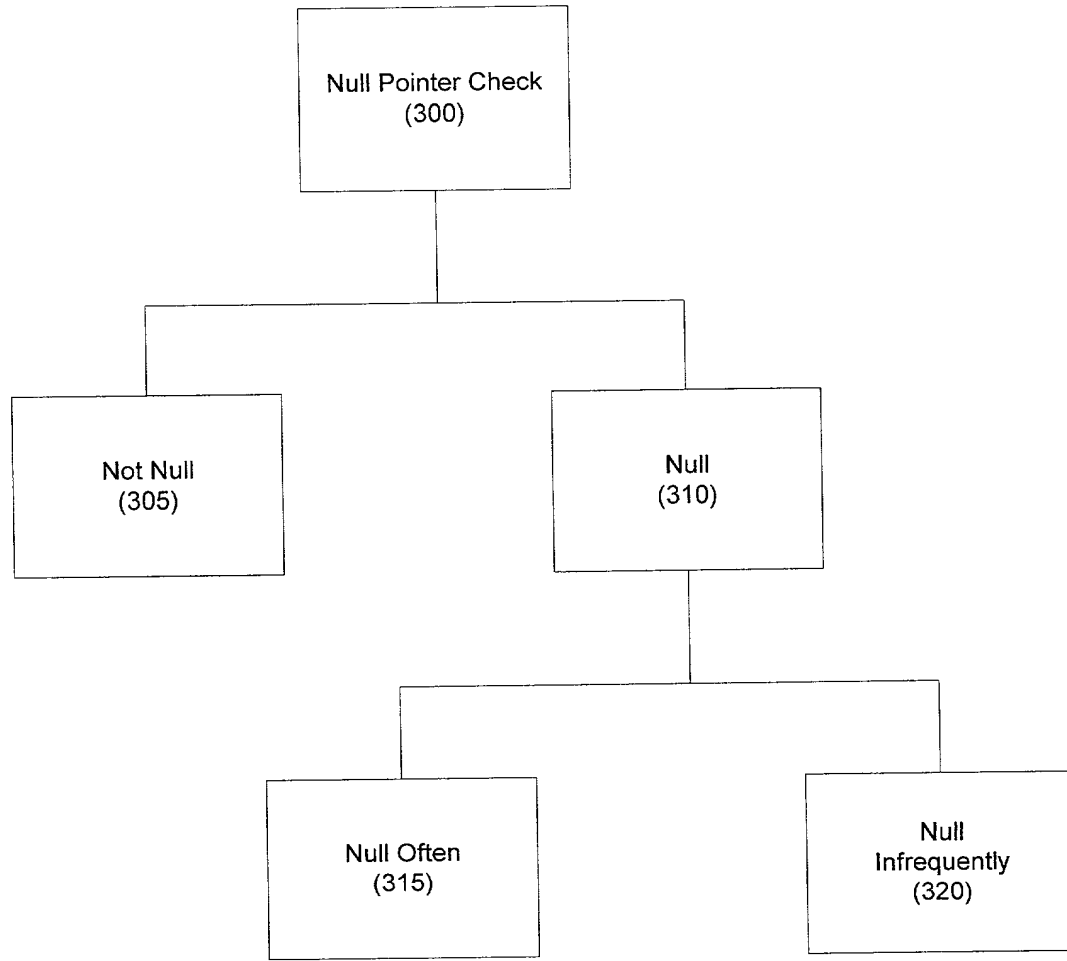 Null Pointer Check
(300)
Not Null
(305)
Null
(310)
Null Often
(315)
Null
Infrequently
(320)